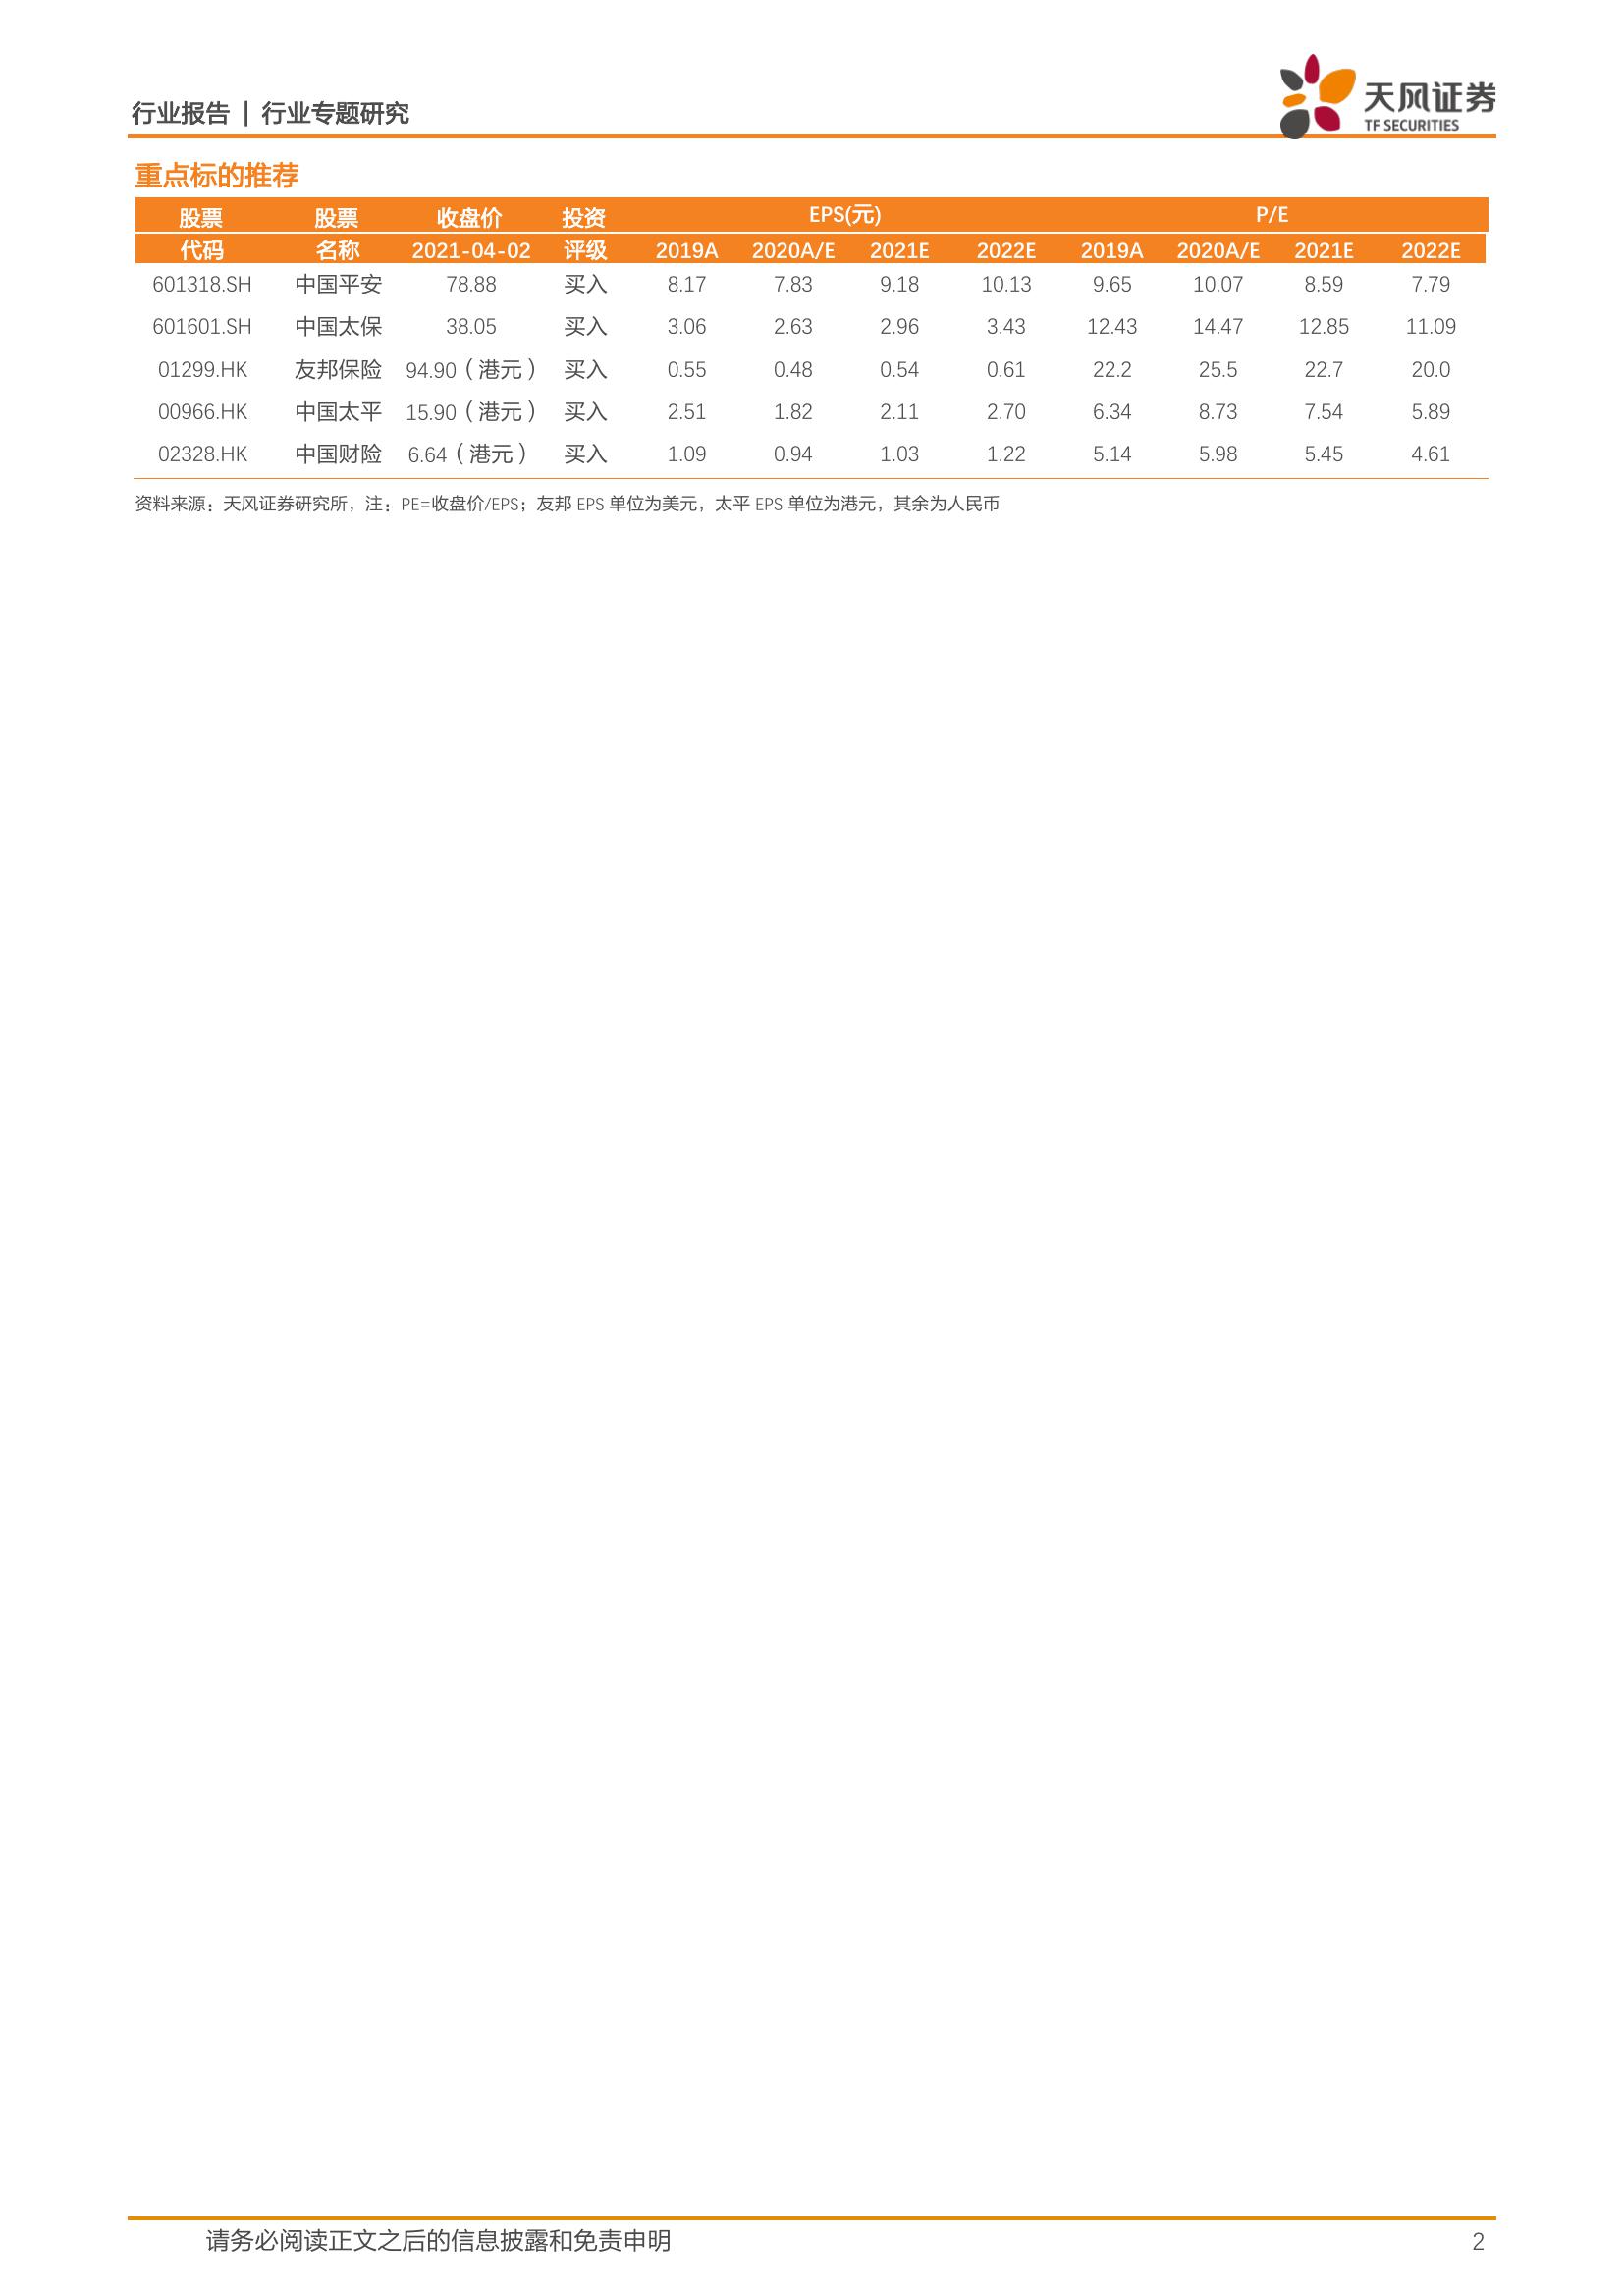 行业报告 | 行业专题研究
天风证券
TF SECURITIES
重点标的推荐
股票 股票 收盘价 投资 EPS(元) P/E
代码 名称 2021-04-02 评级 2019A 2020A/E 2021E 2022E 2019A 2020A/E 2021E 2022E
601318.SH 中国平安 78.88 买入 8.17 7.83 9.18 10.13 9.65 10.07 8.59 7.79
601601.SH 中国太保 38.05 买入 3.06 2.63 2.96 3.43 12.43 14.47 12.85 11.09
01299.HK 友邦保险 94.90（港元） 买入 0.55 0.48 0.54 0.61 22.2 25.5 22.7 20.0
00966.HK 中国太平 15.90（港元） 买入 2.51 1.82 2.11 2.70 6.34 8.73 7.54 5.89
02328.HK 中国财险 6.64（港元） 买入 1.09 0.94 1.03 1.22 5.14 5.98 5.45 4.61
资料来源：天风证券研究所，注：PE=收盘价/EPS；友邦 EPS 单位为美元，太平 EPS 单位为港元，其余为人民币
请务必阅读正文之后的信息披露和免责申明 2